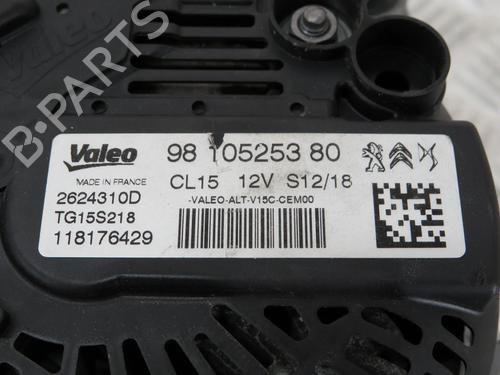 Valeo
B-PARTS
Valeo 98 105253 80
MADE IN FRANCE CL15 12V S12/18
2624310D -VALEO-ALT-V15C-CEM00
TG15S218
118176429